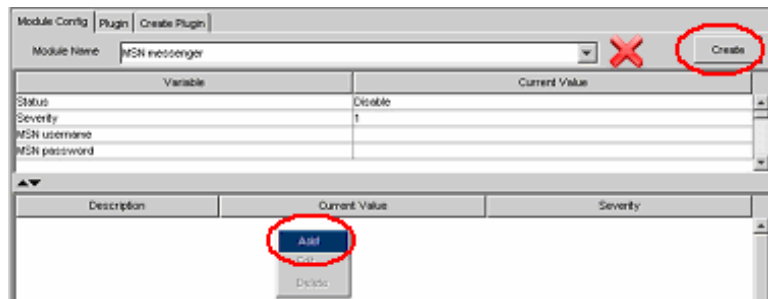 Module Config Plugin Create Plugin
Module Name MSN messenger Create
Variable Current Value
Status Disable
Severity 1
MSN username
MSN password
Description Current Value Severity
Add
Edit
Delete